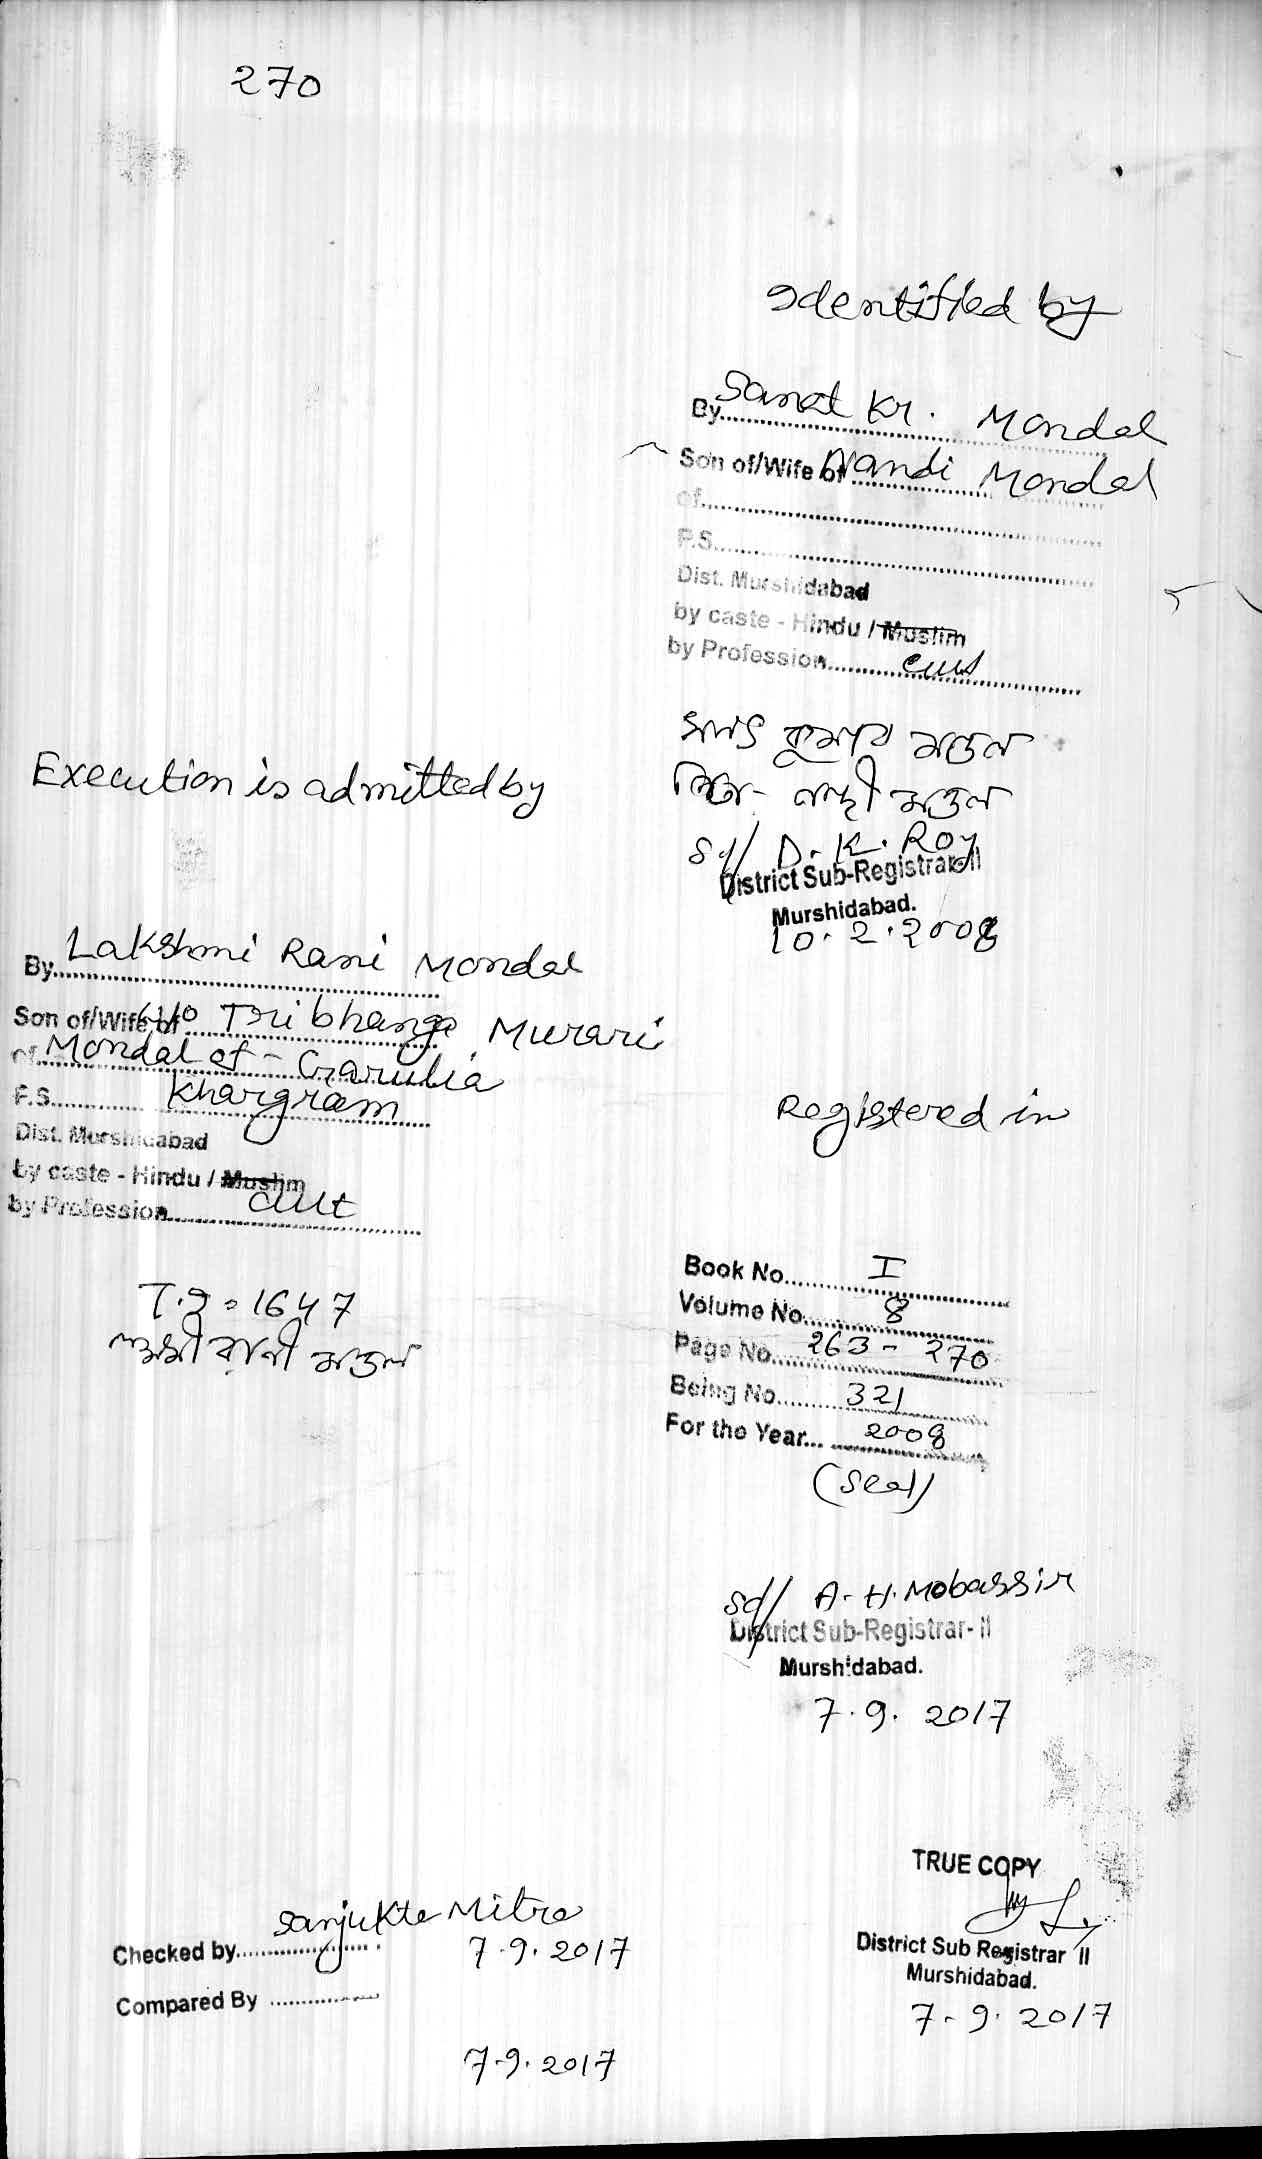 270
Identified by
By Sanat Kr. Mondal
Son of/Wife of Nandi Mondal
of
P.S.
Dist. Murshidabad
by caste - Hindu / Muslim
by Profession cult
সনৎ কুমার মণ্ডল
পিতা- নন্দী মণ্ডল
Sd/ D. K. Roy
District Sub-Registrar-II
Murshidabad.
10.2.2008
Execution is admitted by
By Lakshmi Rani Mondal
Son of/Wife of W/o Tribhanga Murari
of Mondal of - Garulia
P.S. Khargram
Dist. Murshidabad
by caste - Hindu / Muslim
by Profession cult
T.I = 1647
লক্ষ্মী রানী মণ্ডল
Registered in
Book No. I
Volume No. 8
Page No. 263 - 270
Being No. 321
For the Year... 2008
(Seal)
Sd/ A. H. Mobassir
District Sub-Registrar- II
Murshidabad.
7.9.2017
TRUE COPY
District Sub Registrar II
Murshidabad.
7-9.2017
Checked by Sanjukta Mitra
7.9.2017
Compared By
7.9.2017